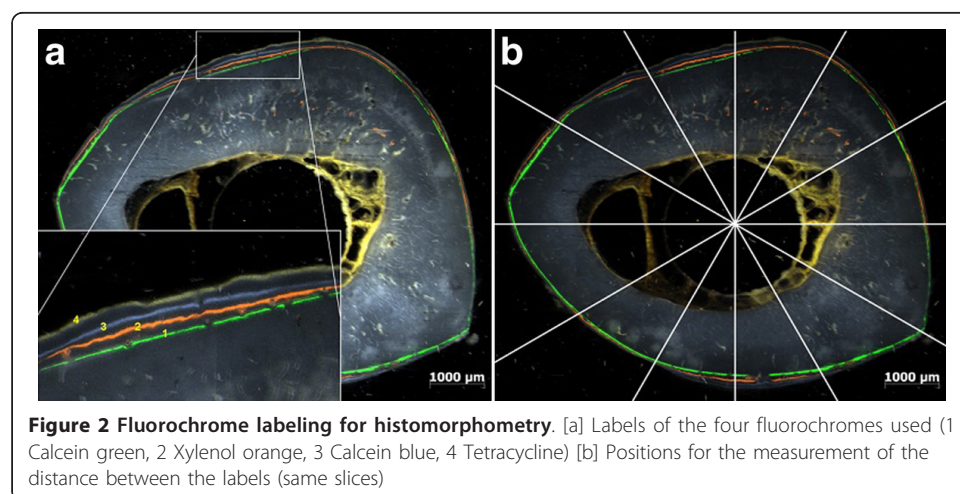 a
b
4
3
2
1
1000 µm
1000 µm
Figure 2 Fluorochrome labeling for histomorphometry. [a] Labels of the four fluorochromes used (1
Calcein green, 2 Xylenol orange, 3 Calcein blue, 4 Tetracycline) [b] Positions for the measurement of the
distance between the labels (same slices)